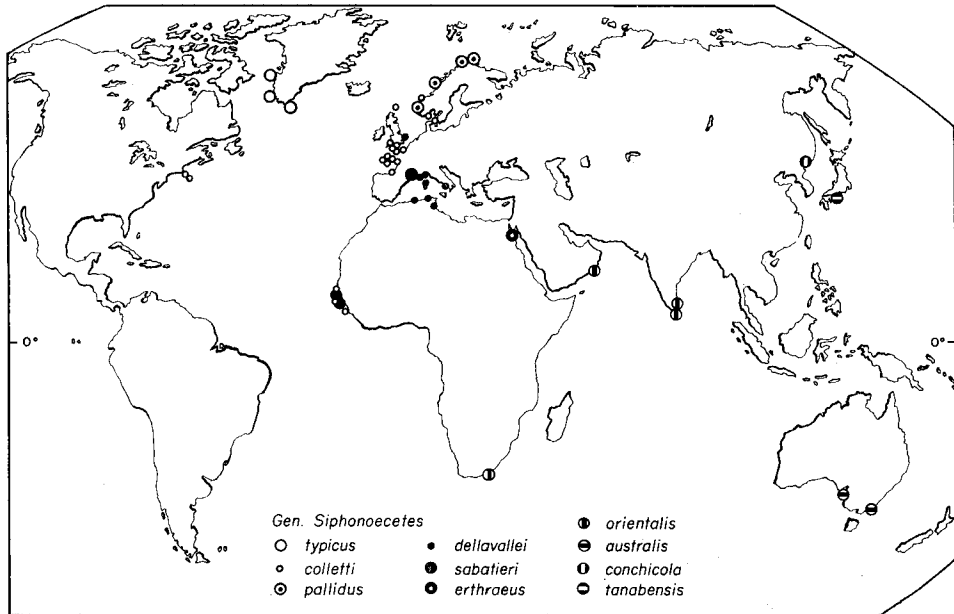 0°
0°
Gen. Siphonoecetes
typicus
colletti
pallidus
dellavallei
sabatieri
erthraeus
orientalis
australis
conchicola
tanabensis